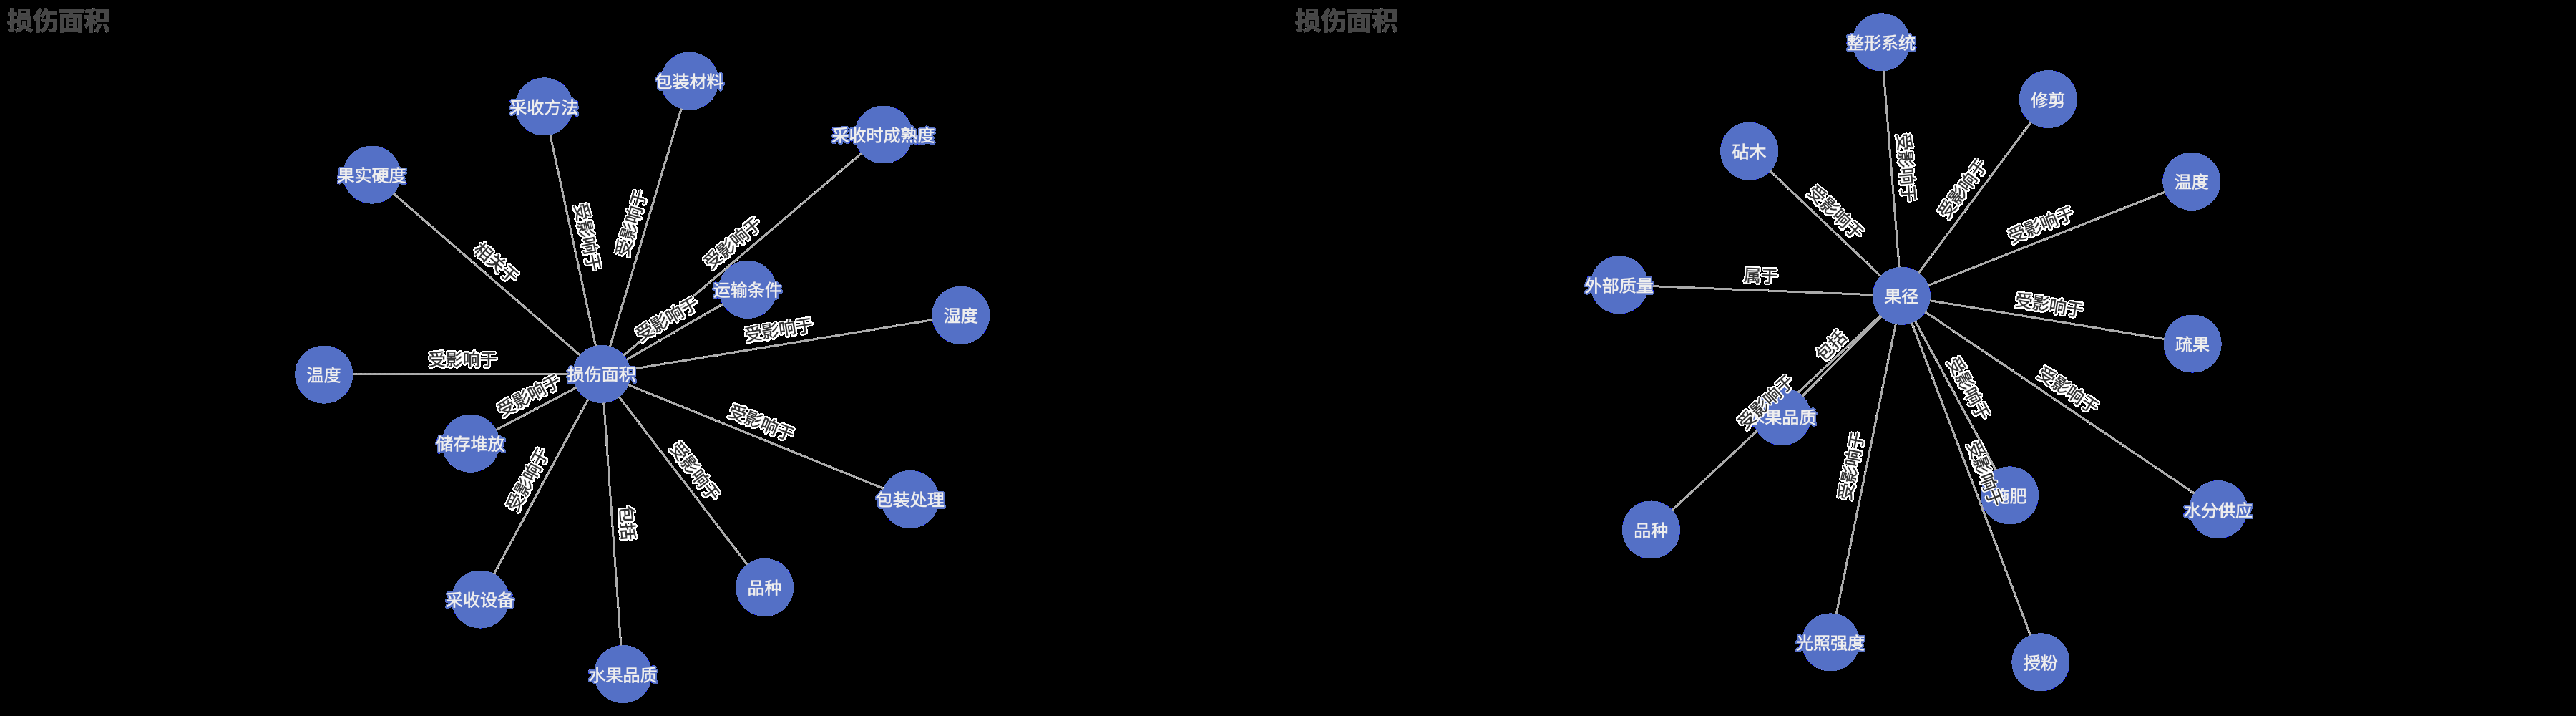 损伤面积
包装材料
采收方法
采收时成熟度
果实硬度
受影响于
受影响于
受影响于
相关于
运输条件
受影响于
湿度
受影响于
受影响于
温度
损伤面积
受影响于
储存堆放
受影响于
受影响于
包装处理
受影响于
包括
品种
采收设备
水果品质
损伤面积
整形系统
修剪
砧木
受影响于
温度
受影响于
受影响于
受影响于
属于
外部质量
果径
受影响于
疏果
包括
受影响于
受影响于
受影响于
果品质
受影响于
受影响于
施肥
水分供应
品种
光照强度
授粉